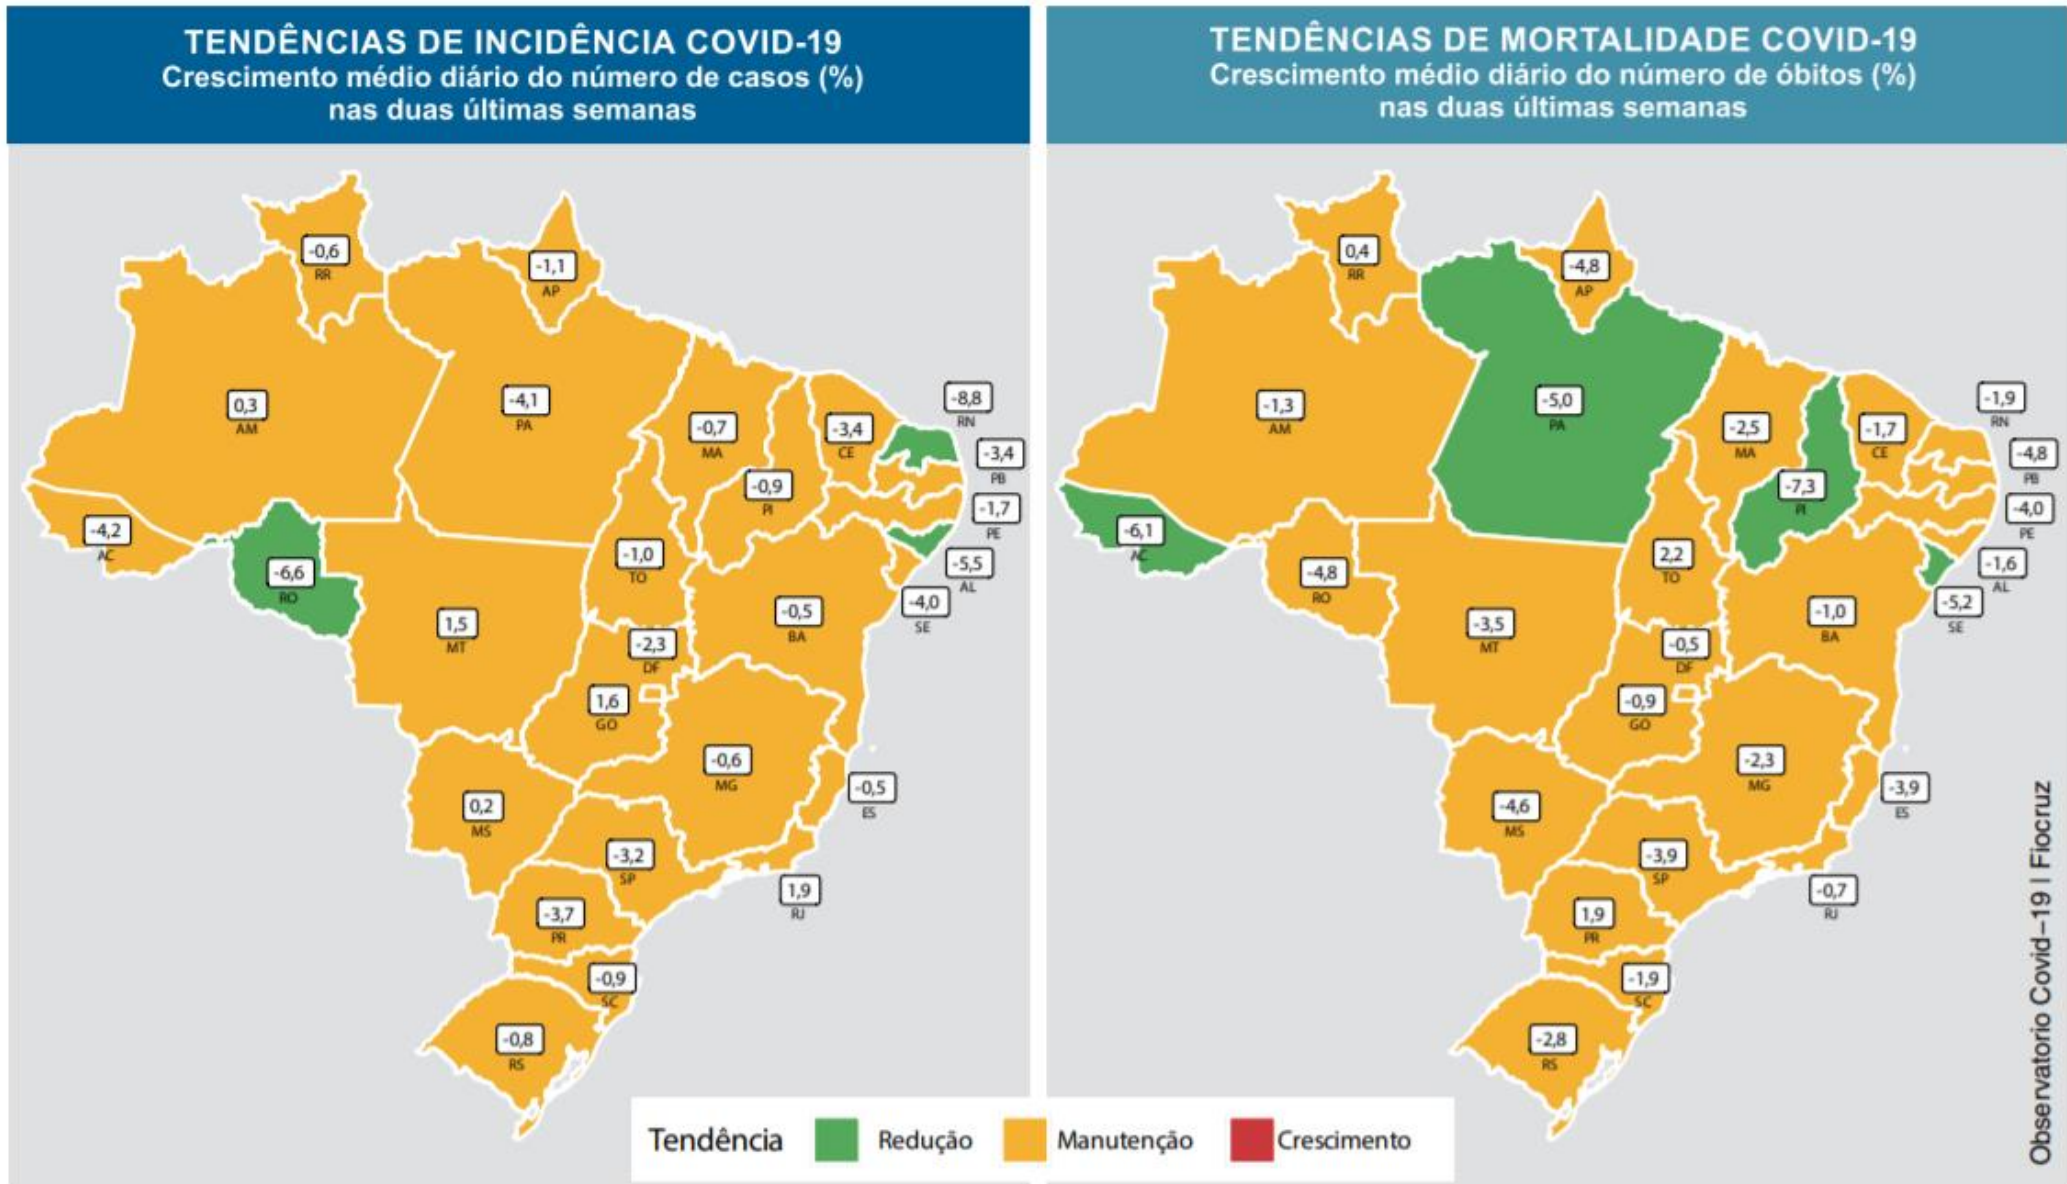 TENDÊNCIAS DE INCIDÊNCIA COVID-19
Crescimento médio diário do número de casos (%)
nas duas últimas semanas
-0,6
RR
-1,1
AP
0,3
AM
-4,1
PA
-0,7
MA
-3,4
CE
-8,8
RN
-3,4
PB
-0,9
PI
-1,7
PE
-4,2
AC
-6,6
RO
-1,0
TO
-5,5
AL
-4,0
SE
-0,5
BA
1,5
MT
-2,3
DF
1,6
GO
-0,6
MG
-0,5
ES
0,2
MS
-3,2
SP
1,9
RJ
-3,7
PR
-0,9
SC
-0,8
RS
TENDÊNCIAS DE MORTALIDADE COVID-19
Crescimento médio diário do número de óbitos (%)
nas duas últimas semanas
0,4
RR
-4,8
AP
-1,3
AM
-5,0
PA
-2,5
MA
-1,7
CE
-1,9
RN
-4,8
PB
-7,3
PI
-4,0
PE
-6,1
AC
-4,8
RO
2,2
TO
-1,6
AL
-5,2
SE
-1,0
BA
-3,5
MT
-0,5
DF
-0,9
GO
-2,3
MG
-3,9
ES
-4,6
MS
-3,9
SP
-0,7
RJ
1,9
PR
-1,9
SC
-2,8
RS
Tendência Redução Manutenção Crescimento
Observatorio Covid–19 | Fiocruz